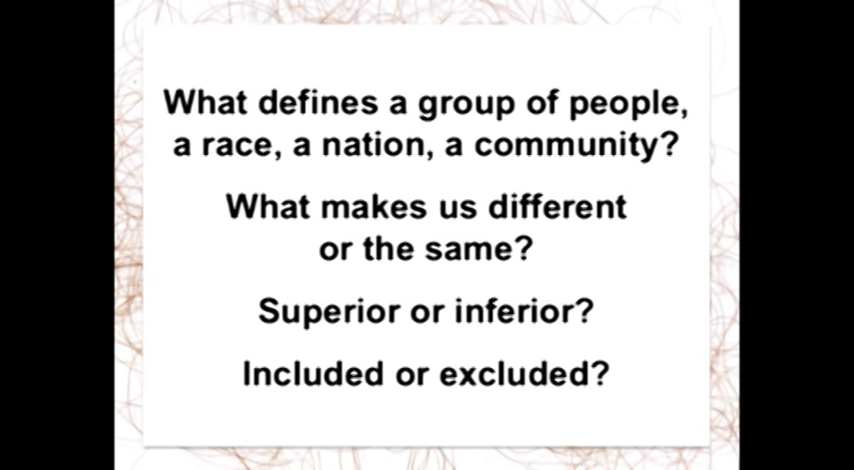 What defines a group of people,
a race, a nation, a community?
What makes us different
or the same?
Superior or inferior?
Included or excluded?